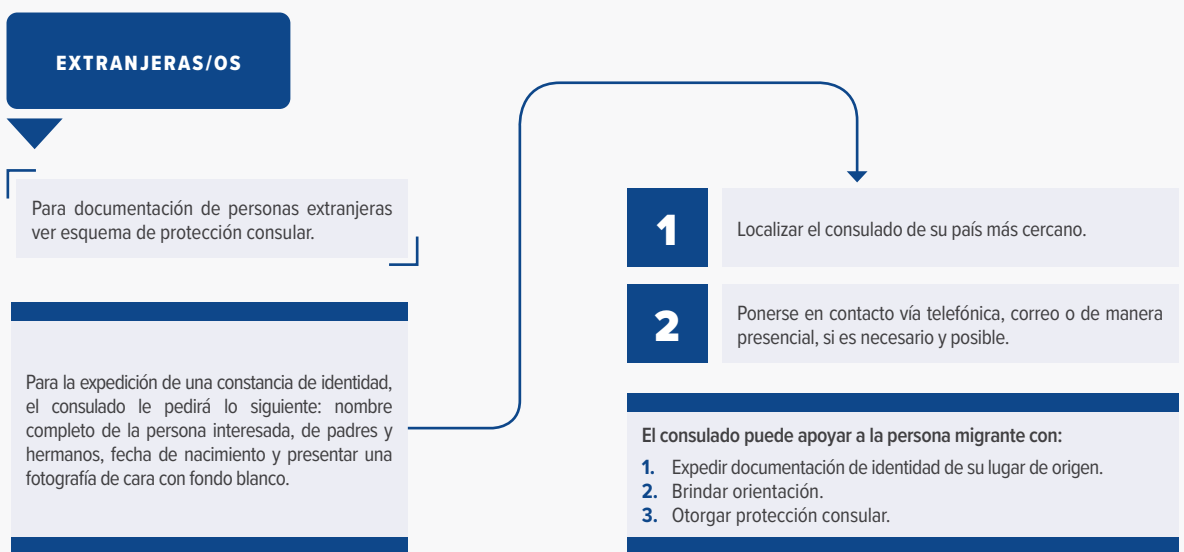 EXTRANJERAS/OS
Para documentación de personas extranjeras
ver esquema de protección consular.
Para la expedición de una constancia de identidad,
el consulado le pedirá lo siguiente: nombre
completo de la persona interesada, de padres y
hermanos, fecha de nacimiento y presentar una
fotografía de cara con fondo blanco.
1
Localizar el consulado de su país más cercano.
2
Ponerse en contacto vía telefónica, correo o de manera
presencial, si es necesario y posible.
El consulado puede apoyar a la persona migrante con:
1. Expedir documentación de identidad de su lugar de origen.
2. Brindar orientación.
3. Otorgar protección consular.